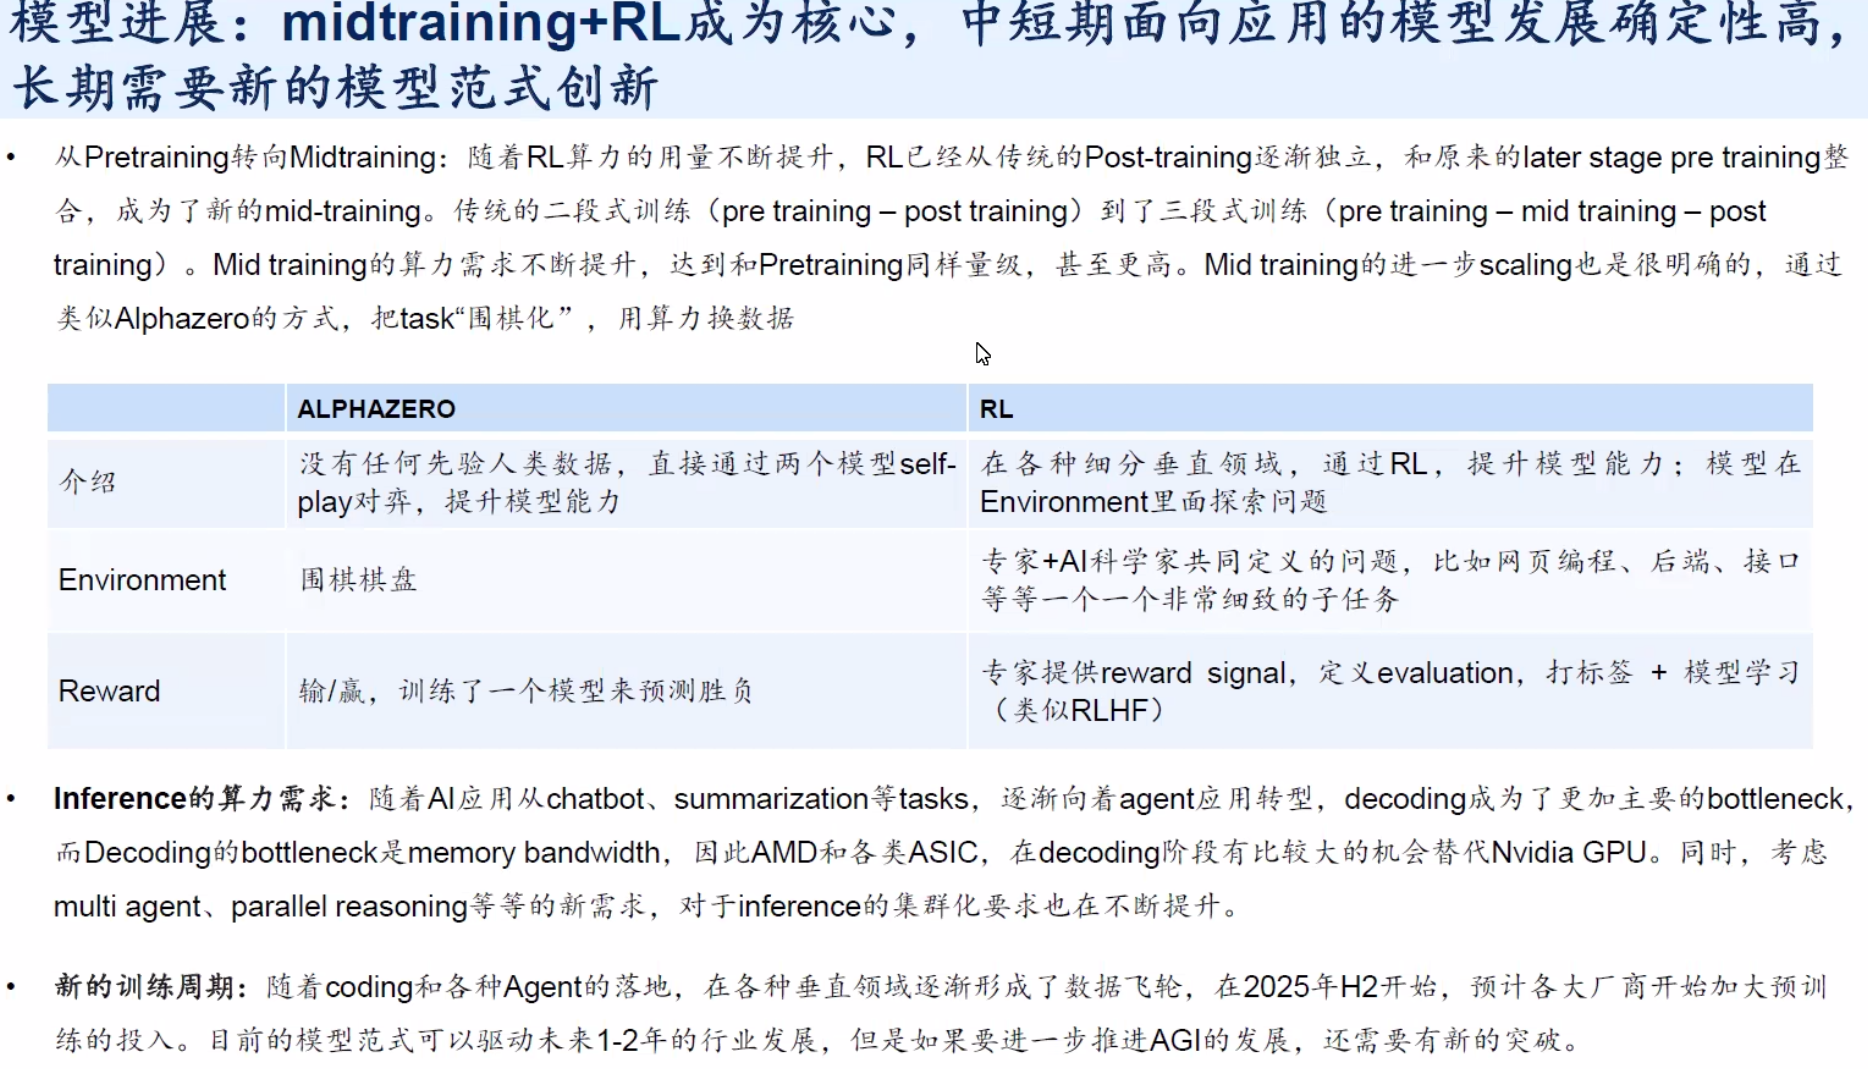 模型进展：midtraining+RL成为核心，中短期面向应用的模型发展确定性高，
长期需要新的模型范式创新
• 从Pretraining转向Midtraining：随着RL算力的用量不断提升，RL已经从传统的Post-training逐渐独立，和原来的later stage pre training整
合，成为了新的mid-training。传统的二段式训练（pre training – post training）到了三段式训练（pre training – mid training – post
training）。Mid training的算力需求不断提升，达到和Pretraining同样量级，甚至更高。Mid training的进一步scaling也是很明确的，通过
类似Alphazero的方式，把task“围棋化”，用算力换数据
ALPHAZERO RL
介绍
没有任何先验人类数据，直接通过两个模型self-
play对弈，提升模型能力
在各种细分垂直领域，通过RL，提升模型能力；模型在
Environment里面探索问题
Environment
围棋棋盘
专家+AI科学家共同定义的问题，比如网页编程、后端、接口
等等一个一个非常细致的子任务
Reward
输/赢，训练了一个模型来预测胜负
专家提供reward signal，定义evaluation，打标签 + 模型学习
（类似RLHF）
• Inference的算力需求：随着AI应用从chatbot、summarization等tasks，逐渐向着agent应用转型，decoding成为了更加主要的bottleneck，
而Decoding的bottleneck是memory bandwidth，因此AMD和各类ASIC，在decoding阶段有比较大的机会替代Nvidia GPU。同时，考虑
multi agent、parallel reasoning等等的新需求，对于inference的集群化要求也在不断提升。
• 新的训练周期：随着coding和各种Agent的落地，在各种垂直领域逐渐形成了数据飞轮，在2025年H2开始，预计各大厂商开始加大预训
练的投入。目前的模型范式可以驱动未来1-2年的行业发展，但是如果要进一步推进AGI的发展，还需要有新的突破。